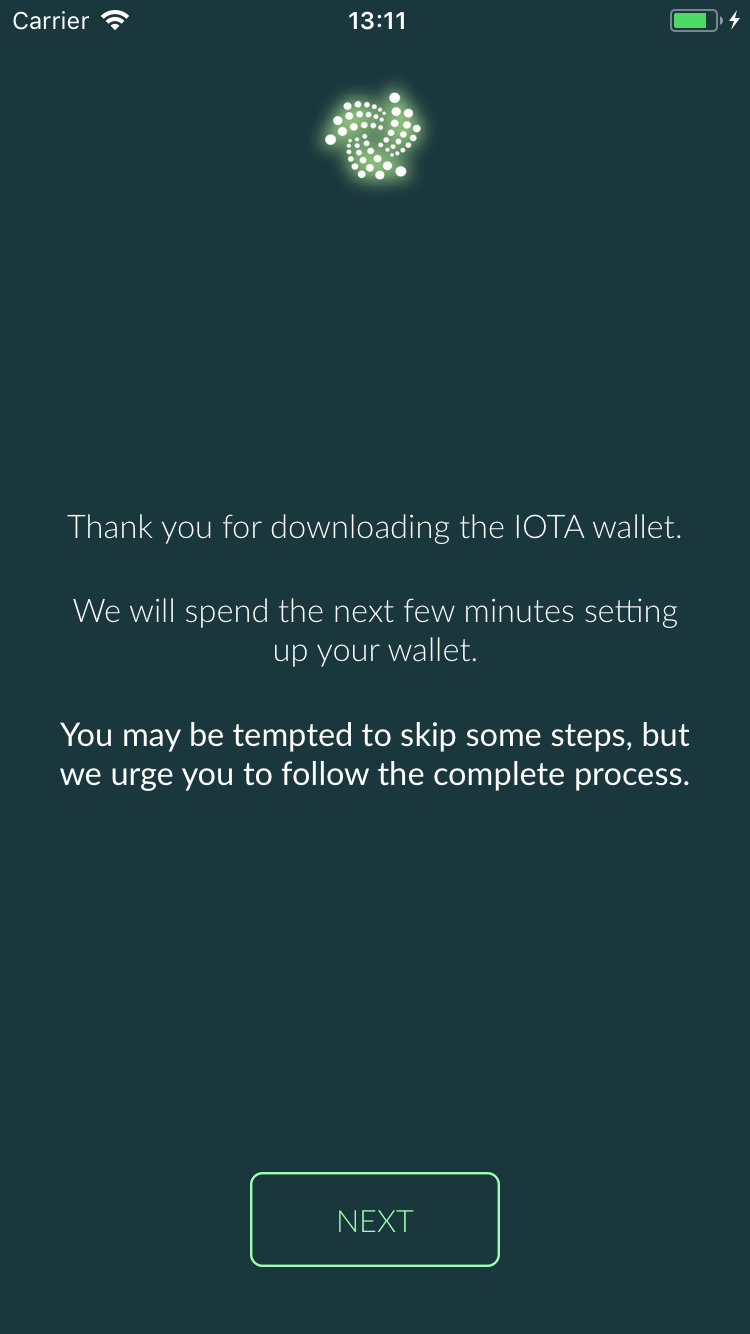 Carrier 13:11
Thank you for downloading the IOTA wallet.
We will spend the next few minutes setting
up your wallet.
You may be tempted to skip some steps, but
we urge you to follow the complete process.
NEXT